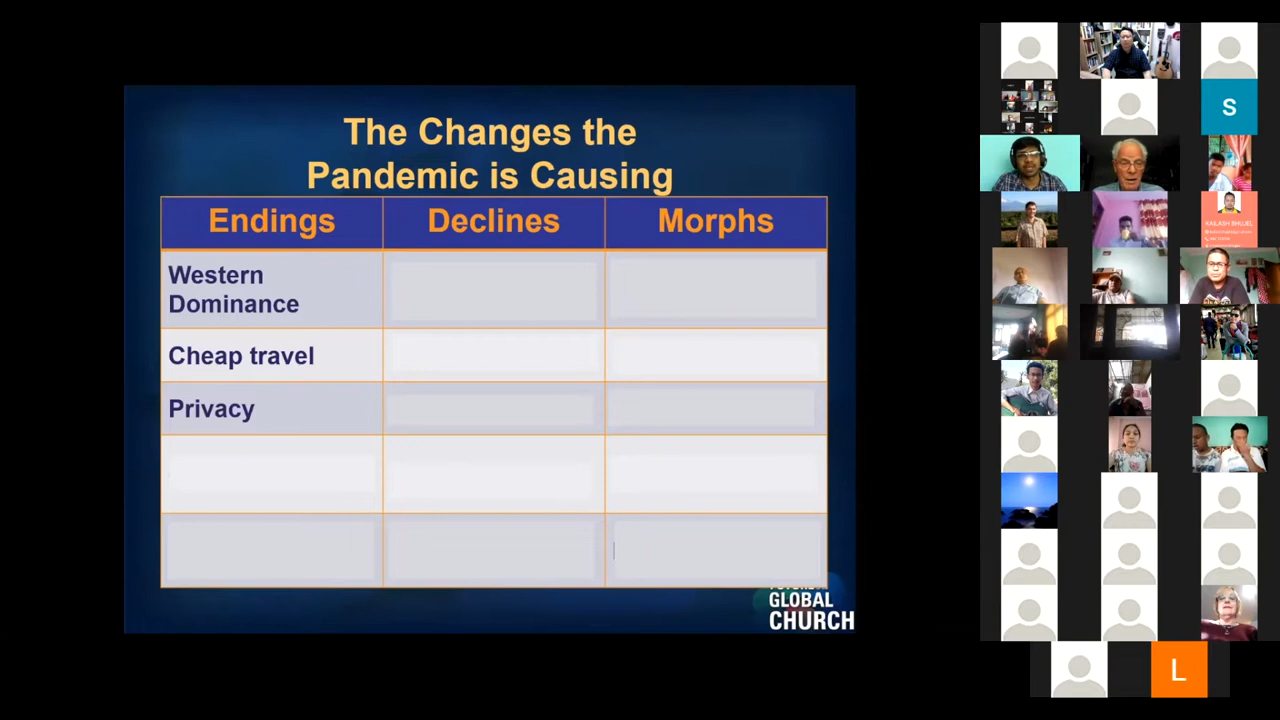 The Changes the
Pandemic is Causing
Endings Declines Morphs
Western
Dominance
Cheap travel
Privacy
GLOBAL
CHURCH
S
KAILASH BHUJEL
L